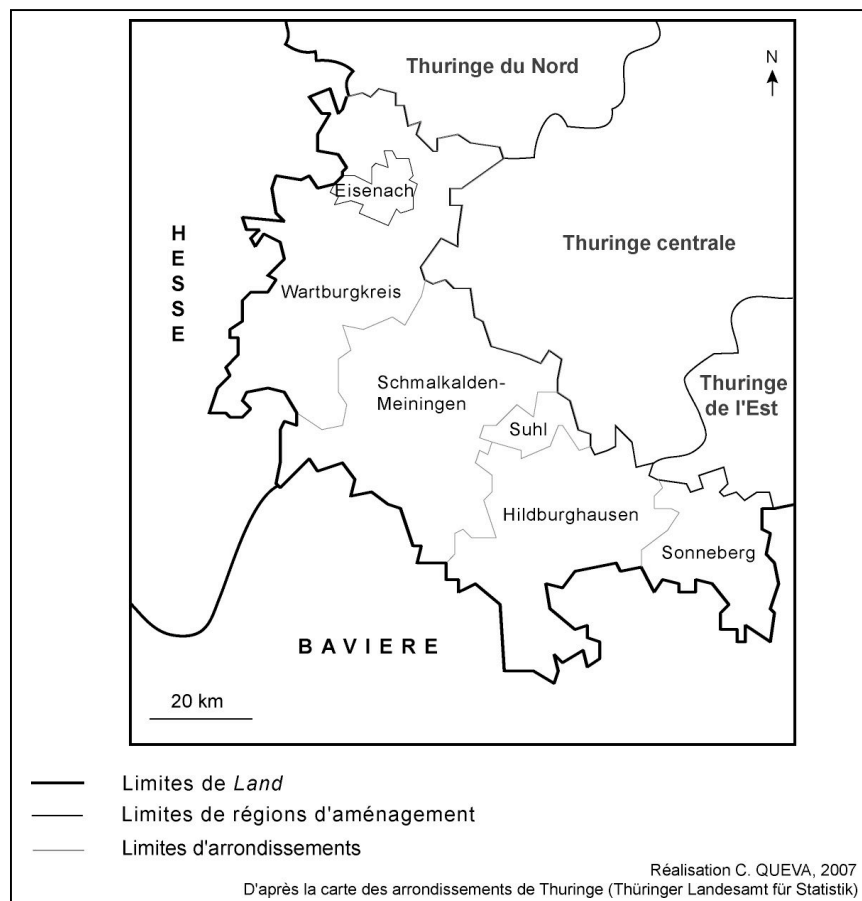 Thuringe du Nord
N
Eisenach
HESSE
Thuringe centrale
Wartburgkreis
Schmalkalden-
Meiningen
Thuringe
de l'Est
Suhl
Hildburghausen
Sonneberg
BAVIERE
20 km
Limites de Land
Limites de régions d'aménagement
Limites d'arrondissements
Réalisation C. QUEVA, 2007
D'après la carte des arrondissements de Thuringe (Thüringer Landesamt für Statistik)